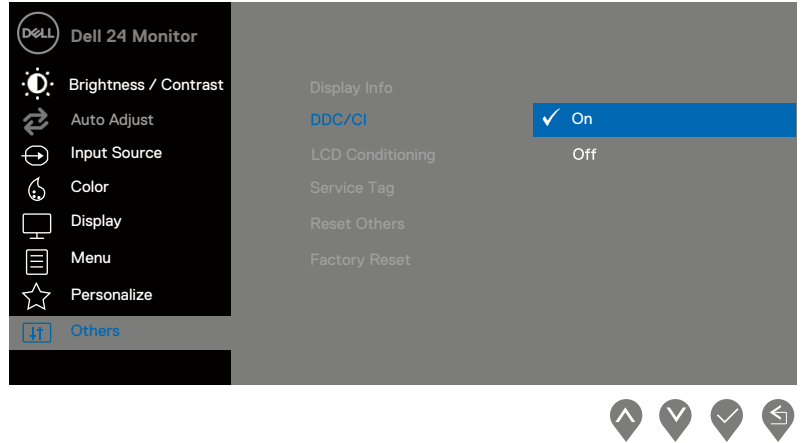 DELL
Dell 24 Monitor
Brightness / Contrast
Auto Adjust
Input Source
Color
Display
Menu
Personalize
Others
Display Info
DDC/CI
LCD Conditioning
Service Tag
Reset Others
Factory Reset
On
Off